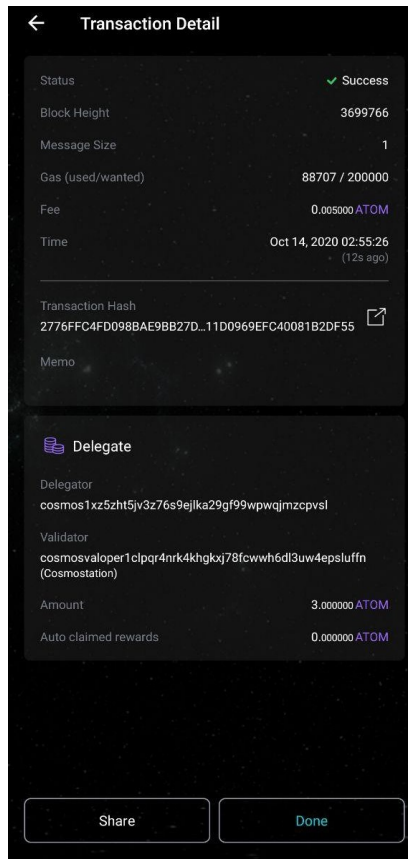 Transaction Detail
Status Success
Block Height 3699766
Message Size 1
Gas (used/wanted) 88707 / 200000
Fee 0.005000 ATOM
Time Oct 14, 2020 02:55:26
(12s ago)
Transaction Hash
2776FFC4FD098BAE9BB27D...11D0969EFC40081B2DF55
Memo
Delegate
Delegator
cosmos1xz5zht5jv3z76s9ejlka29gf99wpwqjmzcpvsl
Validator
cosmosvaloper1clpqr4nrk4khgkxj78fcwwh6dl3uw4epsluffn
(Cosmostation)
Amount 3.000000 ATOM
Auto claimed rewards 0.000000 ATOM
Share Done